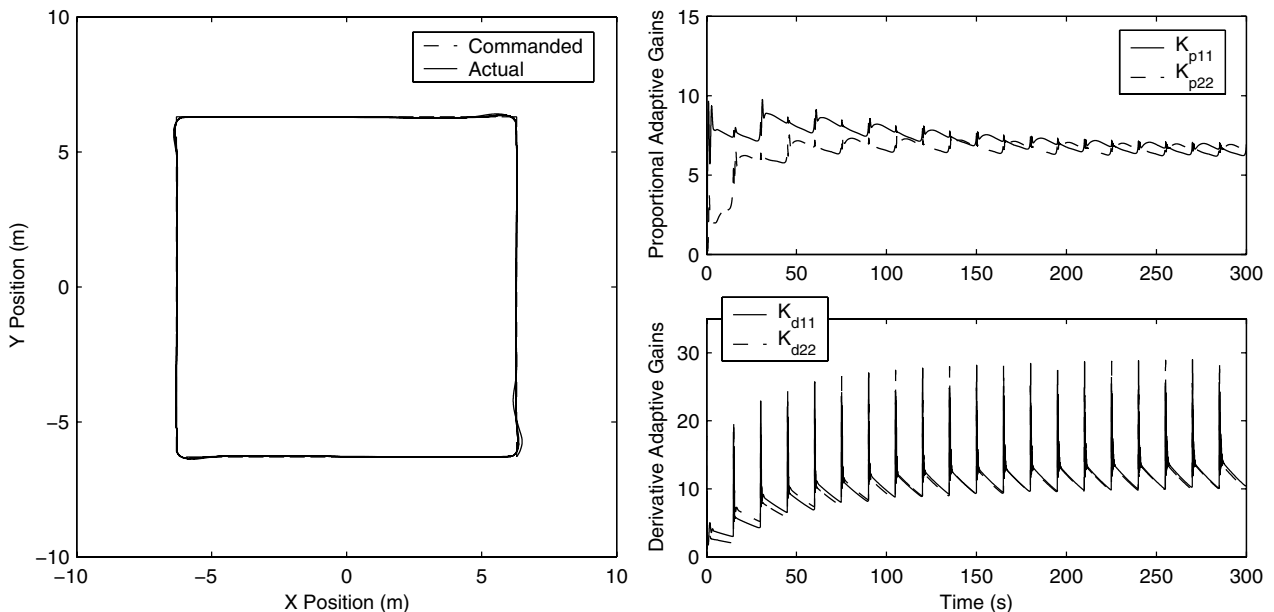 10
5
0
−5
−10
−10
−5
0
5
10
Y Position (m)
X Position (m)
Commanded
Actual
15
10
5
0
0
50
100
150
200
250
300
Proportional Adaptive Gains
K_p11
K_p22
30
20
10
0
0
50
100
150
200
250
300
Derivative Adaptive Gains
Time (s)
K_d11
K_d22